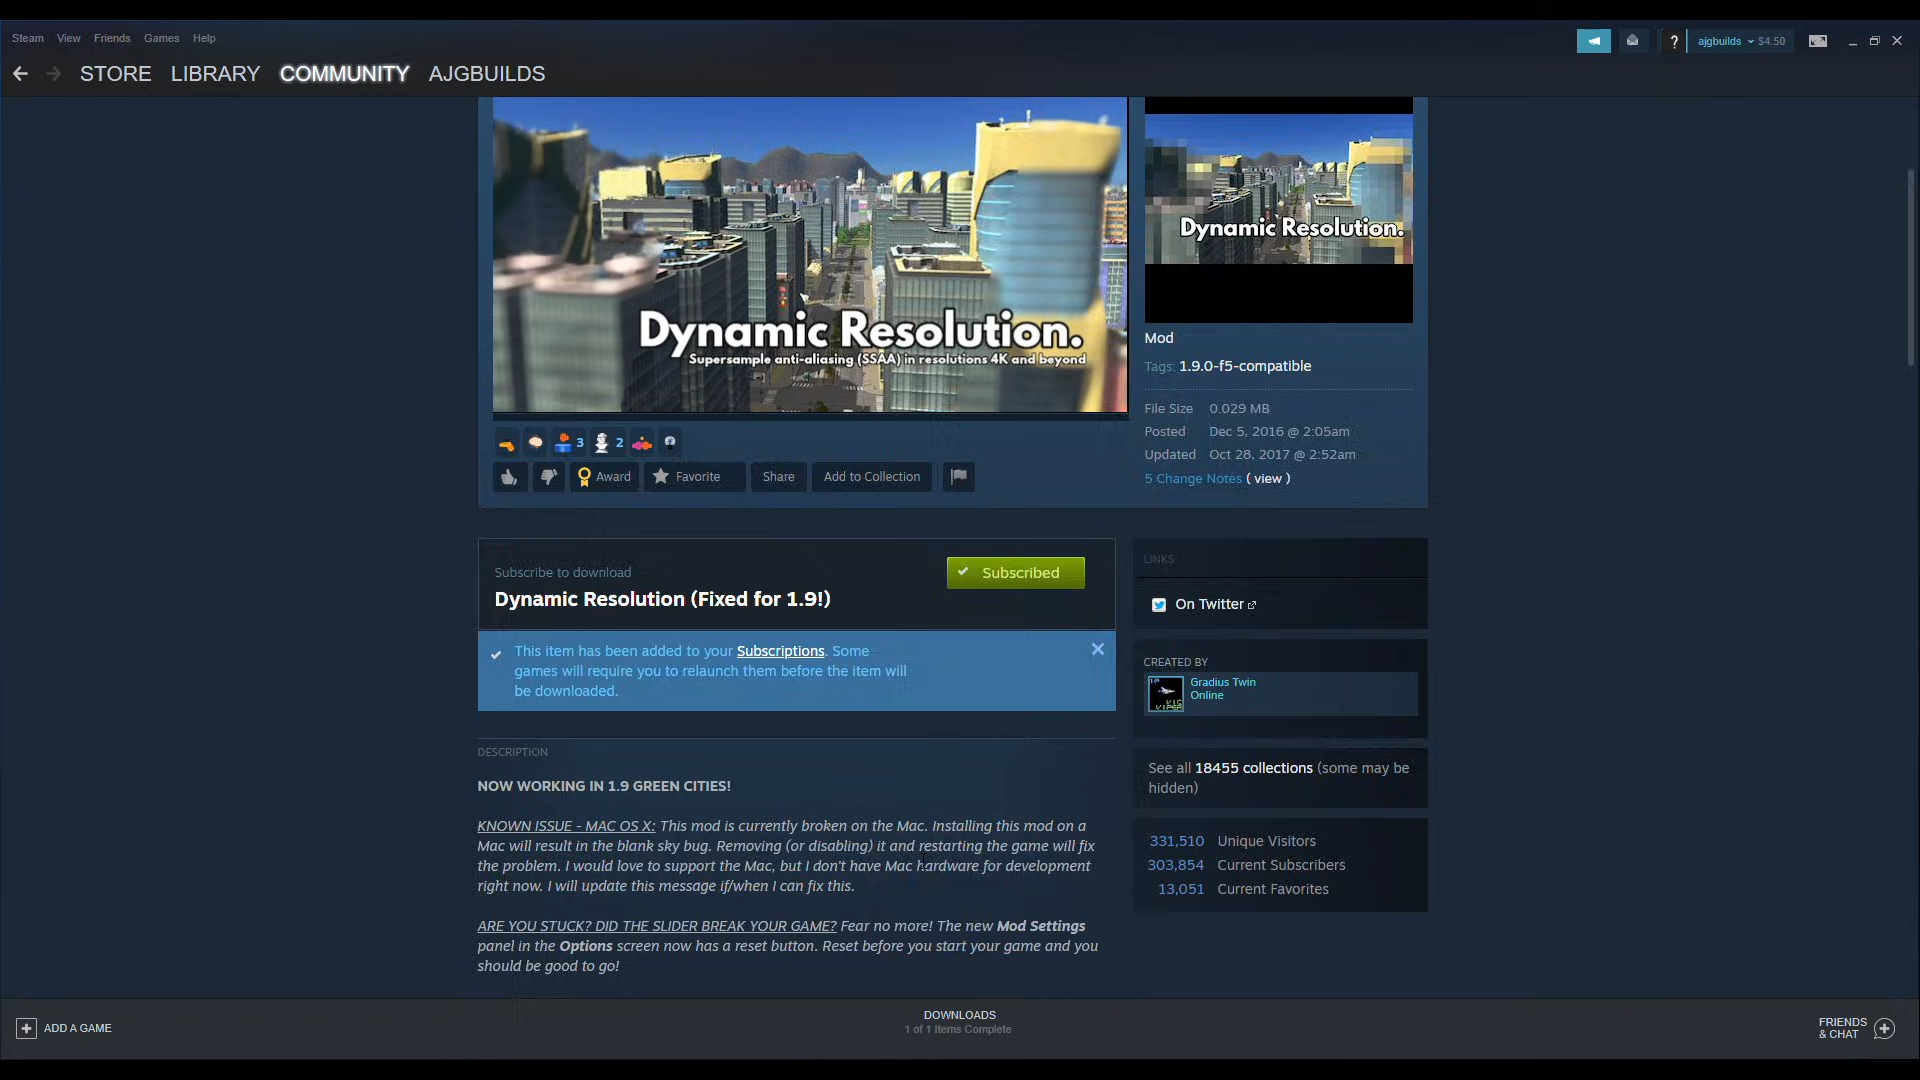 Steam View Friends Games Help
ajgbuilds $4.50
STORE LIBRARY COMMUNITY AJGBUILDS
Dynamic Resolution.
Supersample anti-aliasing (SSAA) in resolutions 4K and beyond
Dynamic Resolution.
Mod
Tags: 1.9.0-f5-compatible
File Size 0.029 MB
Posted Dec 5, 2016 @ 2:05am
Updated Oct 28, 2017 @ 2:52am
5 Change Notes ( view )
3 2
Award Favorite Share Add to Collection
Subscribe to download
Dynamic Resolution (Fixed for 1.9!)
Subscribed
This item has been added to your Subscriptions. Some
games will require you to relaunch them before the item will
be downloaded.
LINKS
On Twitter
CREATED BY
Gradius Twin
Online
See all 18455 collections (some may be
hidden)
331,510 Unique Visitors
303,854 Current Subscribers
13,051 Current Favorites
DESCRIPTION
NOW WORKING IN 1.9 GREEN CITIES!
KNOWN ISSUE - MAC OS X: This mod is currently broken on the Mac. Installing this mod on a
Mac will result in the blank sky bug. Removing (or disabling) it and restarting the game will fix
the problem. I would love to support the Mac, but I don't have Mac hardware for development
right now. I will update this message if/when I can fix this.
ARE YOU STUCK? DID THE SLIDER BREAK YOUR GAME? Fear no more! The new Mod Settings
panel in the Options screen now has a reset button. Reset before you start your game and you
should be good to go!
ADD A GAME
DOWNLOADS
1 of 1 Items Complete
FRIENDS
& CHAT